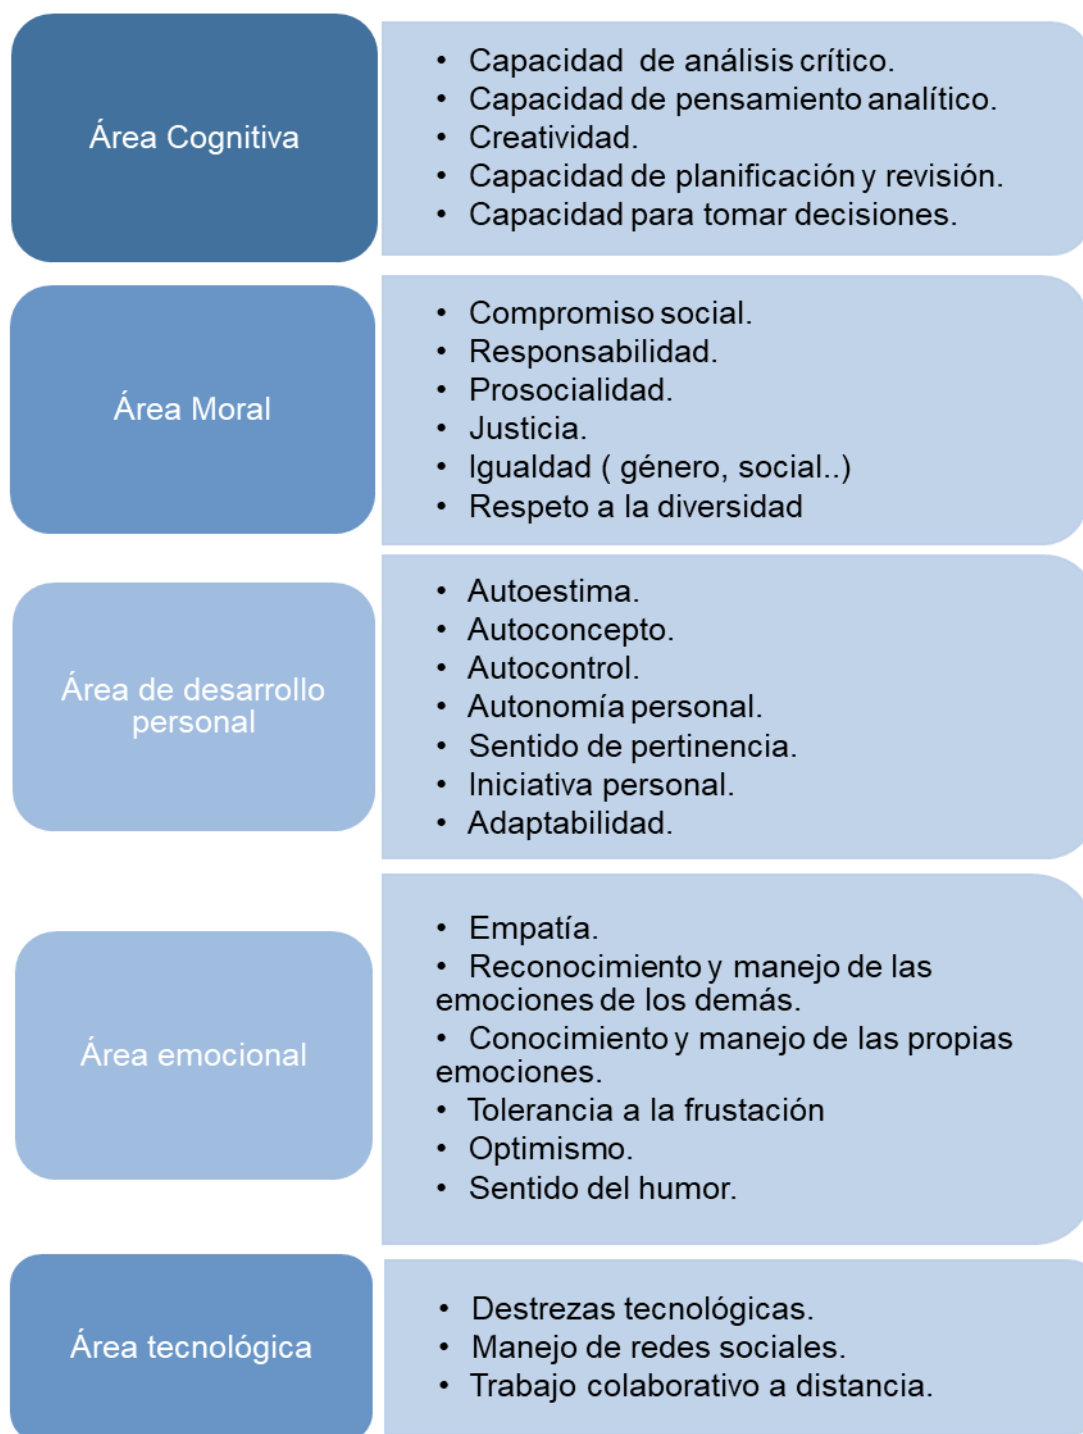 Área Cognitiva
• Capacidad de análisis crítico.
• Capacidad de pensamiento analítico.
• Creatividad.
• Capacidad de planificación y revisión.
• Capacidad para tomar decisiones.
Área Moral
• Compromiso social.
• Responsabilidad.
• Prosocialidad.
• Justicia.
• Igualdad ( género, social..)
• Respeto a la diversidad
Área de desarrollo
personal
• Autoestima.
• Autoconcepto.
• Autocontrol.
• Autonomía personal.
• Sentido de pertinencia.
• Iniciativa personal.
• Adaptabilidad.
Área emocional
• Empatía.
• Reconocimiento y manejo de las
emociones de los demás.
• Conocimiento y manejo de las propias
emociones.
• Tolerancia a la frustación
• Optimismo.
• Sentido del humor.
Área tecnológica
• Destrezas tecnológicas.
• Manejo de redes sociales.
• Trabajo colaborativo a distancia.